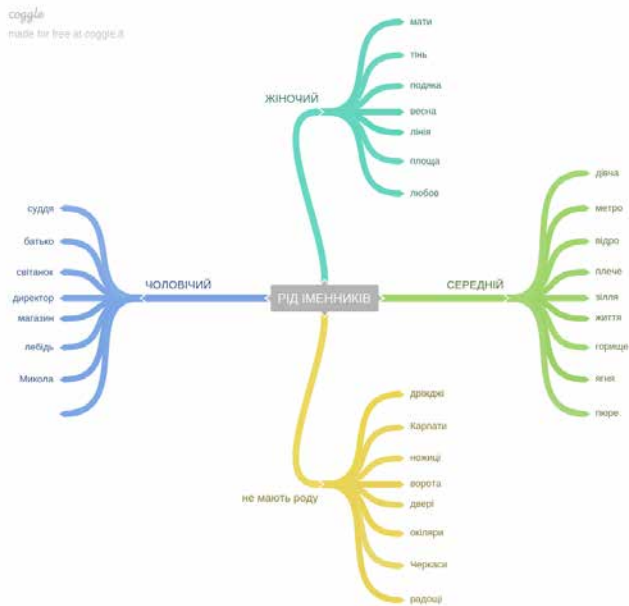 coggle
made for free at coggle.it
РІД ІМЕННИКІВ
ЖІНОЧИЙ
мати
тінь
подяка
весна
лінія
площа
любов
СЕРЕДНІЙ
дівча
метро
відро
плече
зілля
життя
горище
ягня
пюре
ЧОЛОВІЧИЙ
суддя
батько
світанок
директор
магазин
лебідь
Микола
не мають роду
дріжджі
Карпати
ножиці
ворота
двері
окуляри
Черкаси
радощі